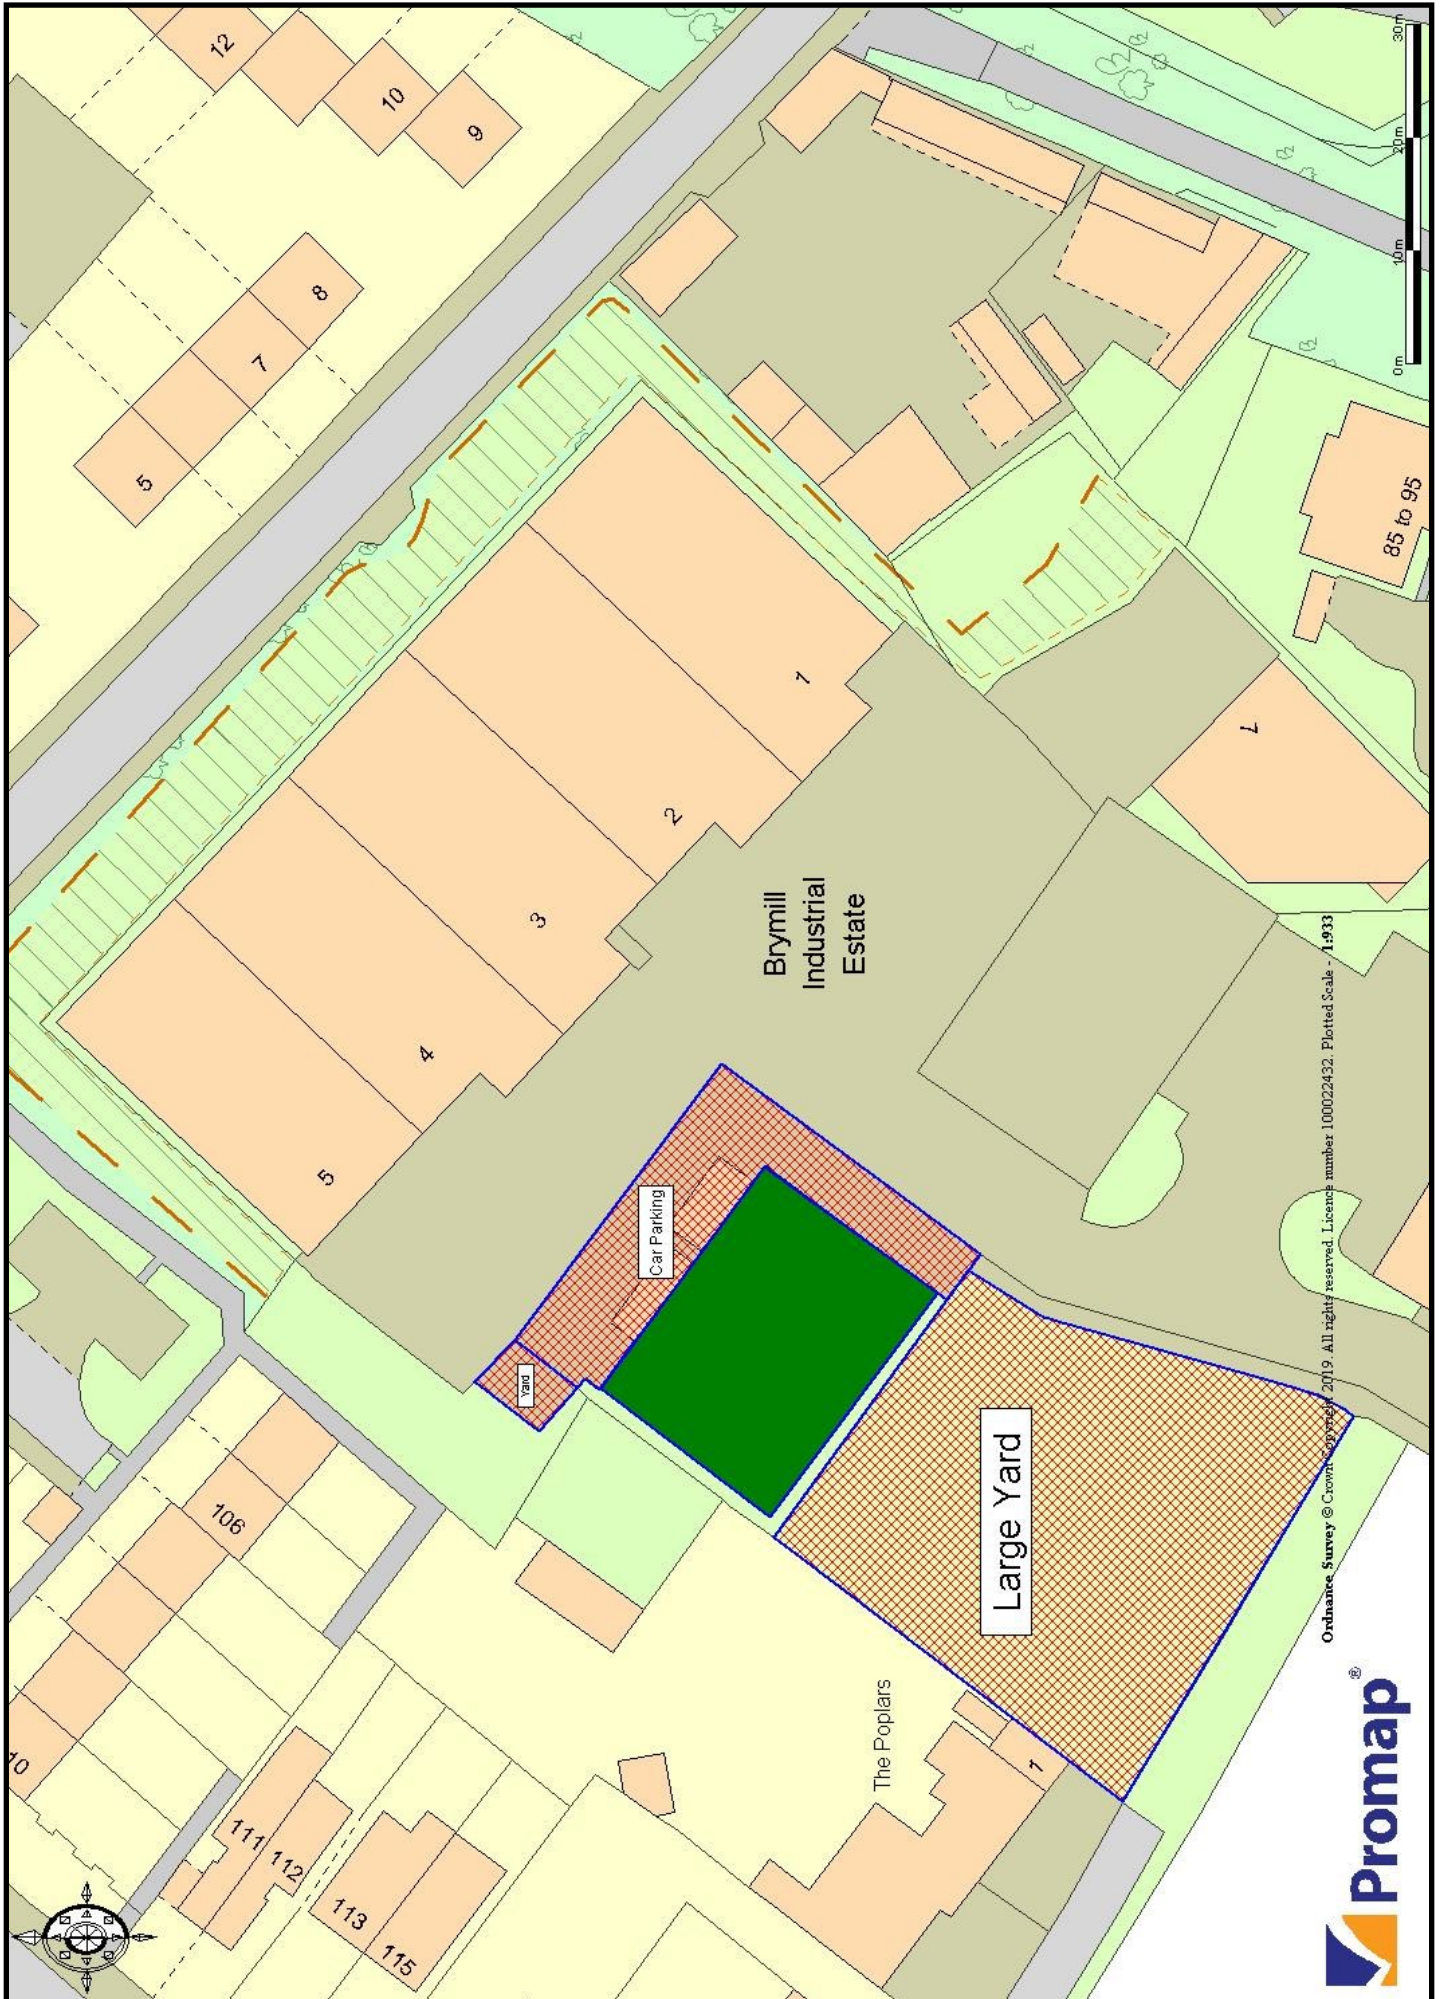 12
10
9
8
7
5
30m
20m
10m
0m
85 to 95
1
2
3
4
5
7
Brymill
Industrial
Estate
Car Parking
Yard
106
10
111
112
113
115
Large Yard
The Poplars
1
Ordnance Survey © Crown Copyright 2019. All rights reserved. Licence number 100022432. Plotted Scale - 1:933
Promap®